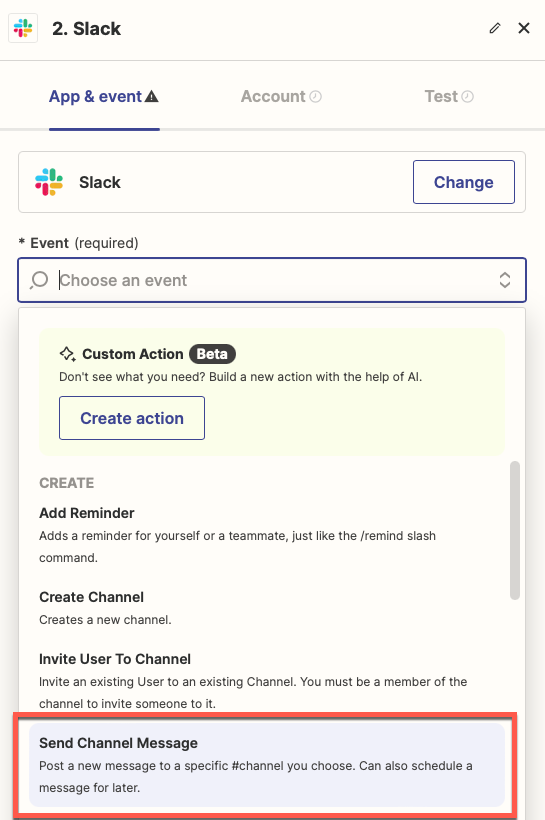 2. Slack
App & event
Account
Test
Slack
Change
* Event (required)
Choose an event
Custom Action Beta
Don't see what you need? Build a new action with the help of AI.
Create action
CREATE
Add Reminder
Adds a reminder for yourself or a teammate, just like the /remind slash
command.
Create Channel
Creates a new channel.
Invite User To Channel
Invite an existing User to an existing Channel. You must be a member of the
channel to invite someone to it.
Send Channel Message
Post a new message to a specific #channel you choose. Can also schedule a
message for later.